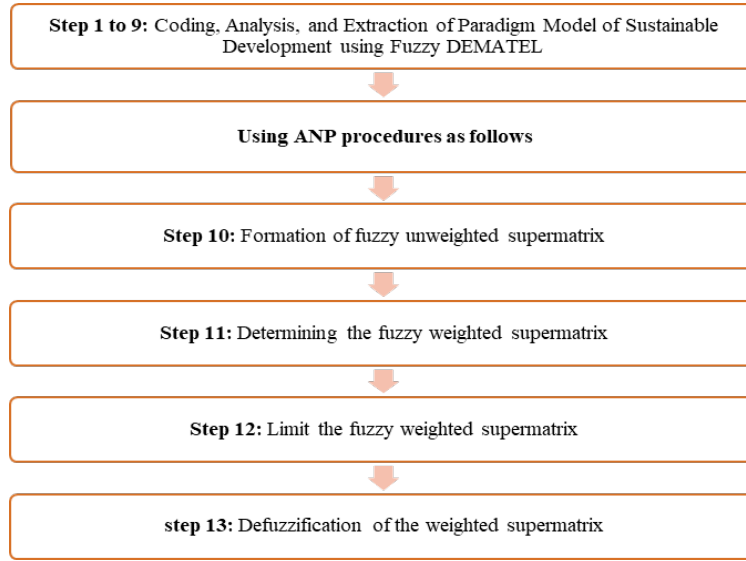 Step 1 to 9: Coding, Analysis, and Extraction of Paradigm Model of Sustainable
Development using Fuzzy DEMATEL
Using ANP procedures as follows
Step 10: Formation of fuzzy unweighted supermatrix
Step 11: Determining the fuzzy weighted supermatrix
Step 12: Limit the fuzzy weighted supermatrix
step 13: Defuzzification of the weighted supermatrix